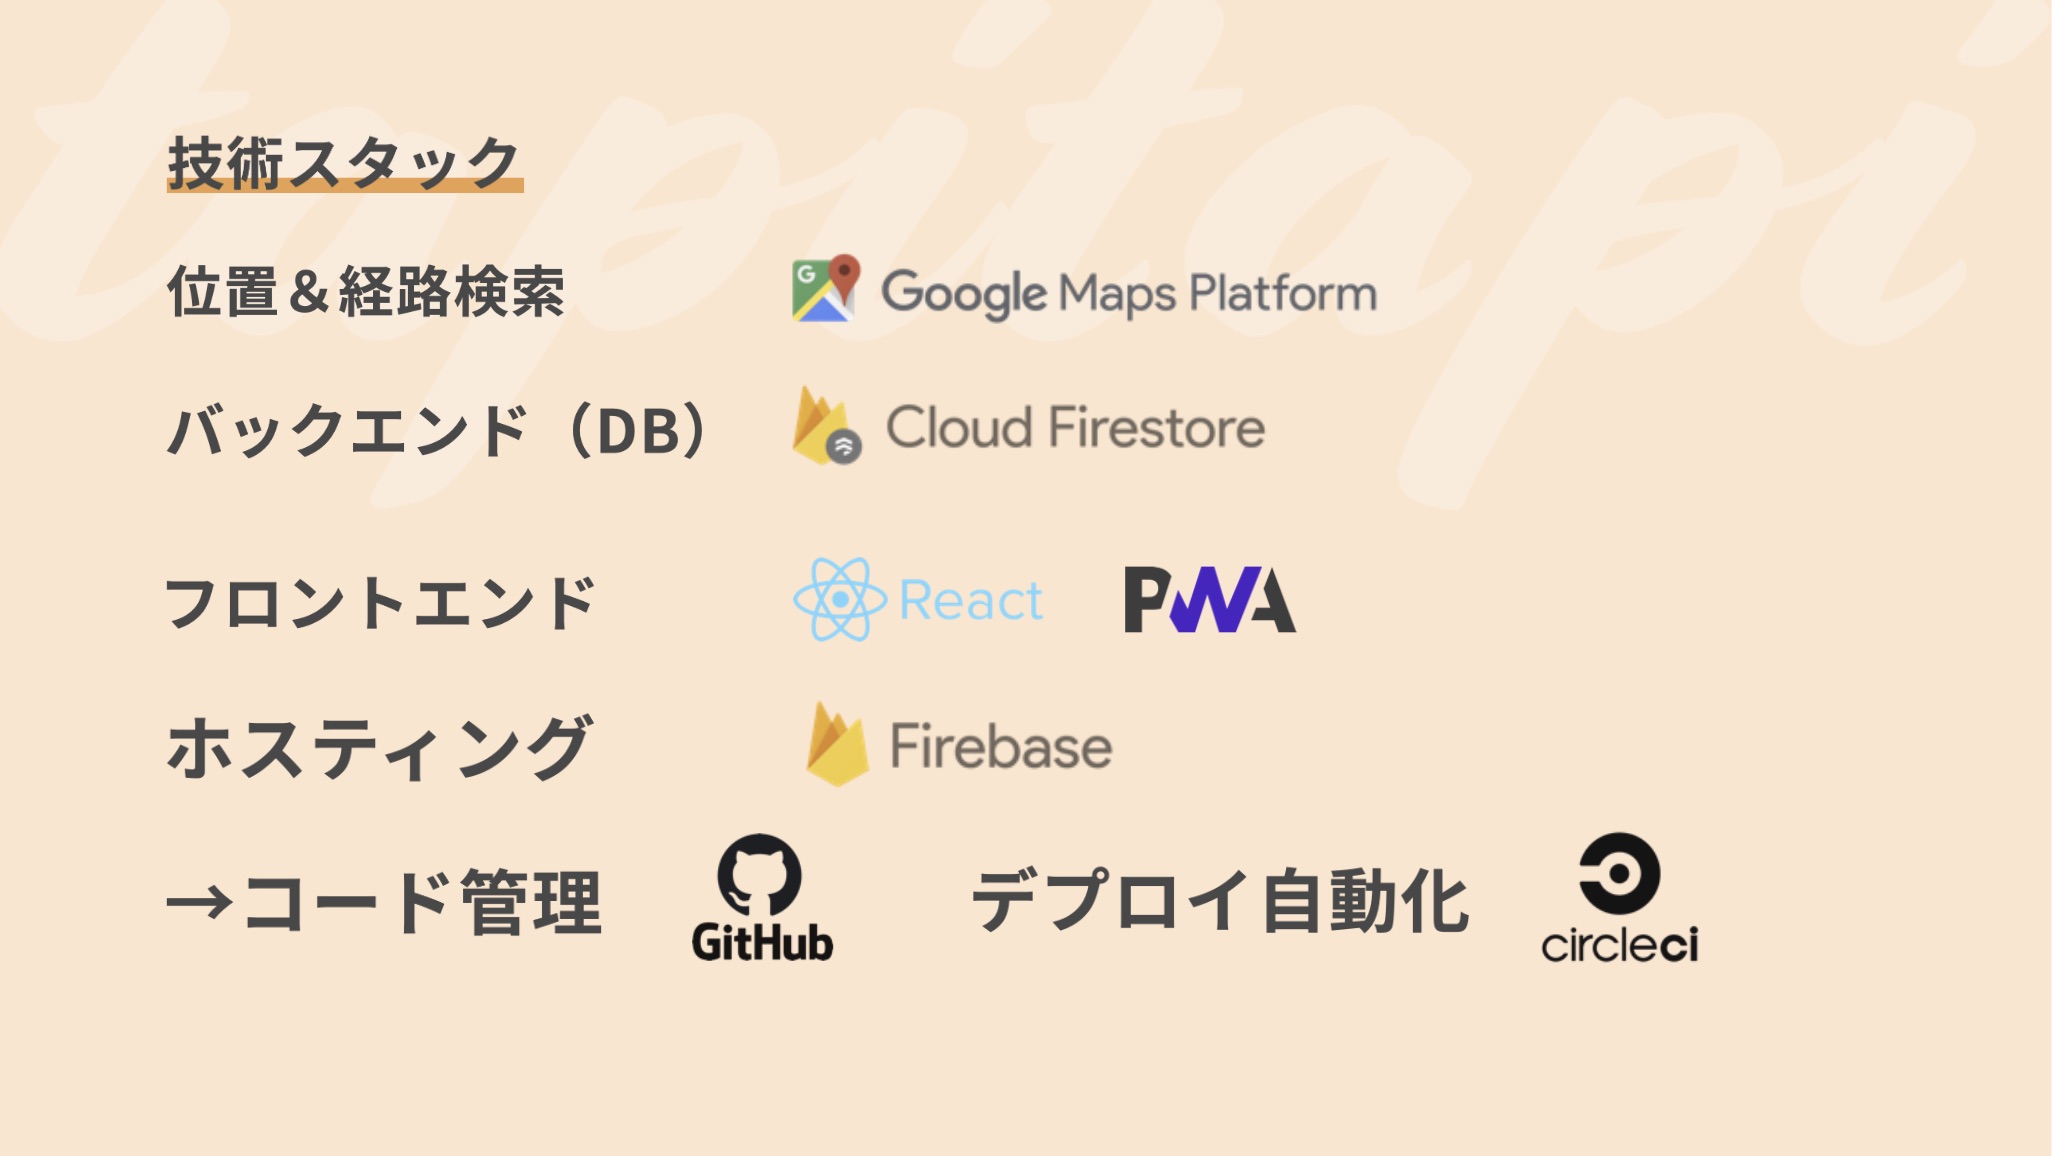 tapitapi
技術スタック
位置＆経路検索 G Google Maps Platform
バックエンド（DB） Cloud Firestore
フロントエンド React PWA
ホスティング Firebase
→コード管理 GitHub デプロイ自動化 circleci